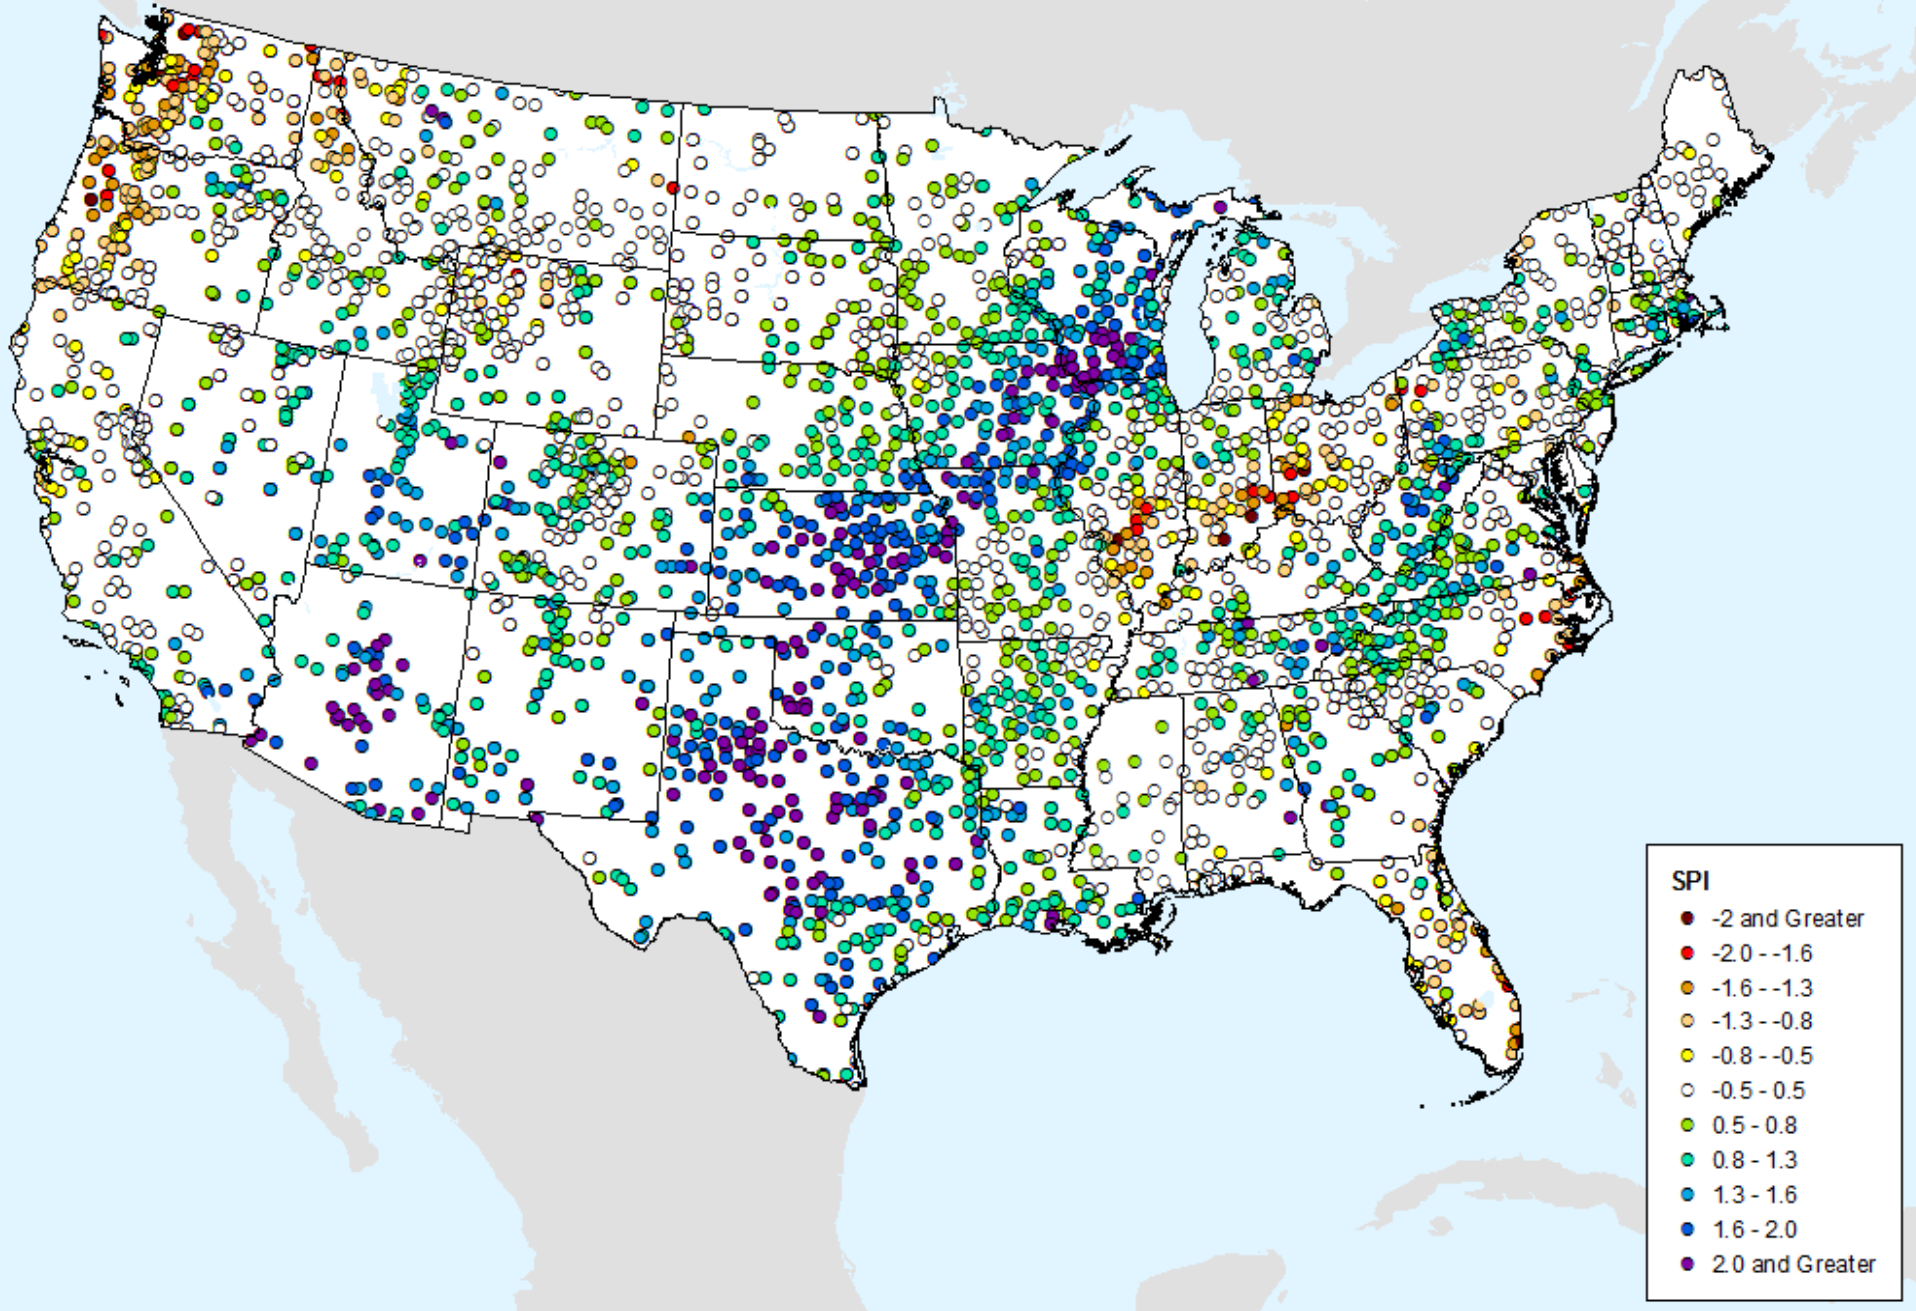 SPI
-2 and Greater
-2.0 - -1.6
-1.6 - -1.3
-1.3 - -0.8
-0.8 - -0.5
-0.5 - 0.5
0.5 - 0.8
0.8 - 1.3
1.3 - 1.6
1.6 - 2.0
2.0 and Greater